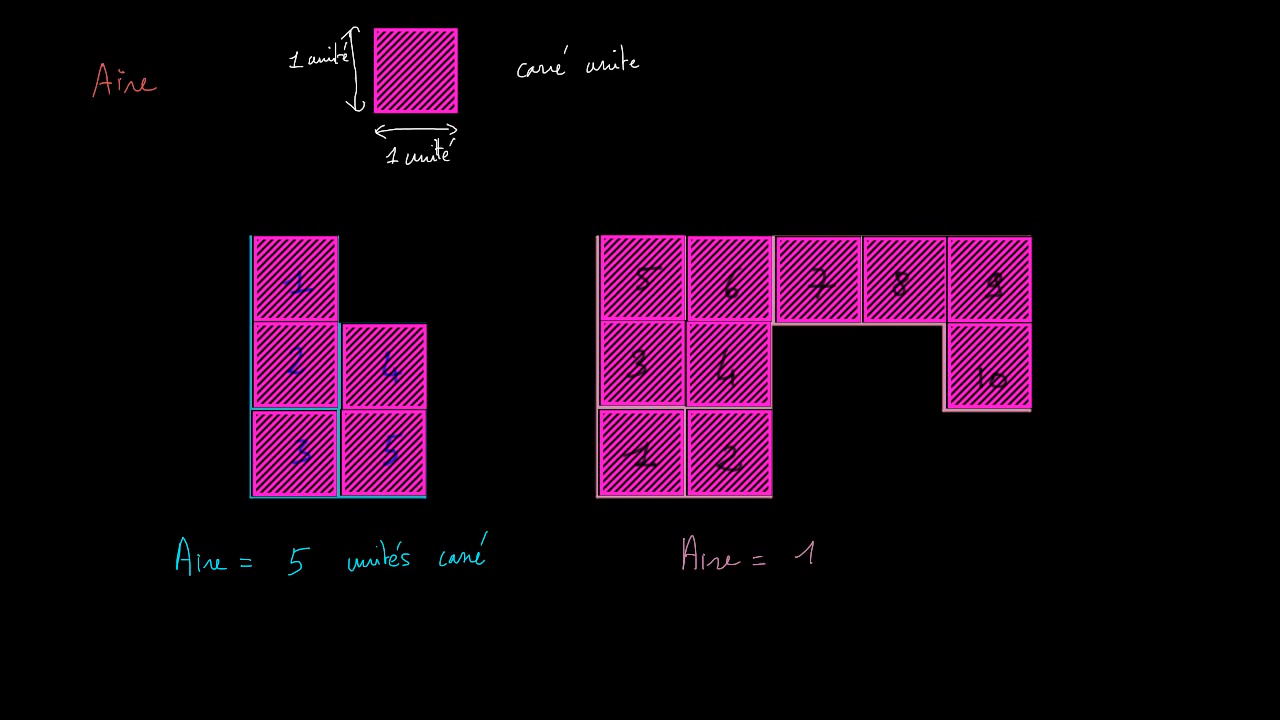 Aire
1 unité
carré unite
1 unité
1
2
4
3
5
5
6
7
8
9
3
4
10
1
2
Aire = 5 unités carré
Aire = 1